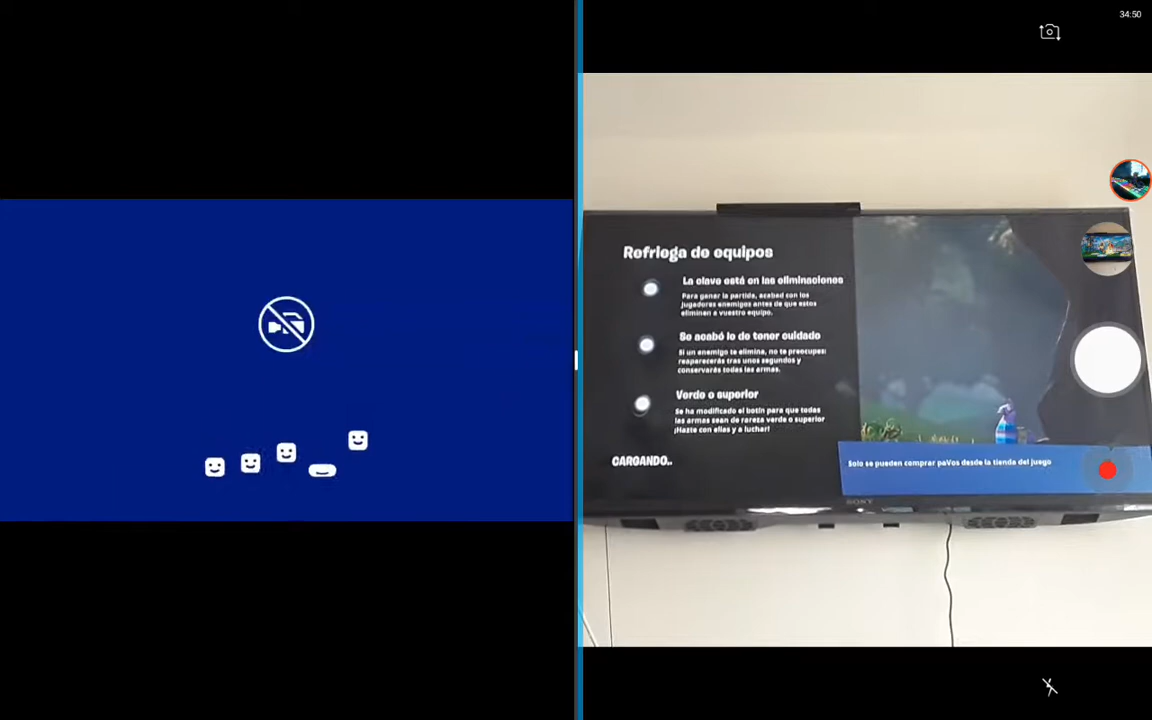 34:50
Refriega de equipos
La clave está en las eliminaciones
Para ganar la partida, acabad con los
jugadores enemigos antes de que estos
eliminen a vuestro equipo.
Se acabó lo de tener cuidado
Si un enemigo te elimina, no te preocupes:
reaparecerás tras unos segundos y
conservarás todas las armas.
Verde o superior
Se ha modificado el botín para que todas
las armas sean de rareza verde o superior
¡Hazte con ellas y a luchar!
CARGANDO..
Solo se pueden comprar paVos desde la tienda del juego
SONY